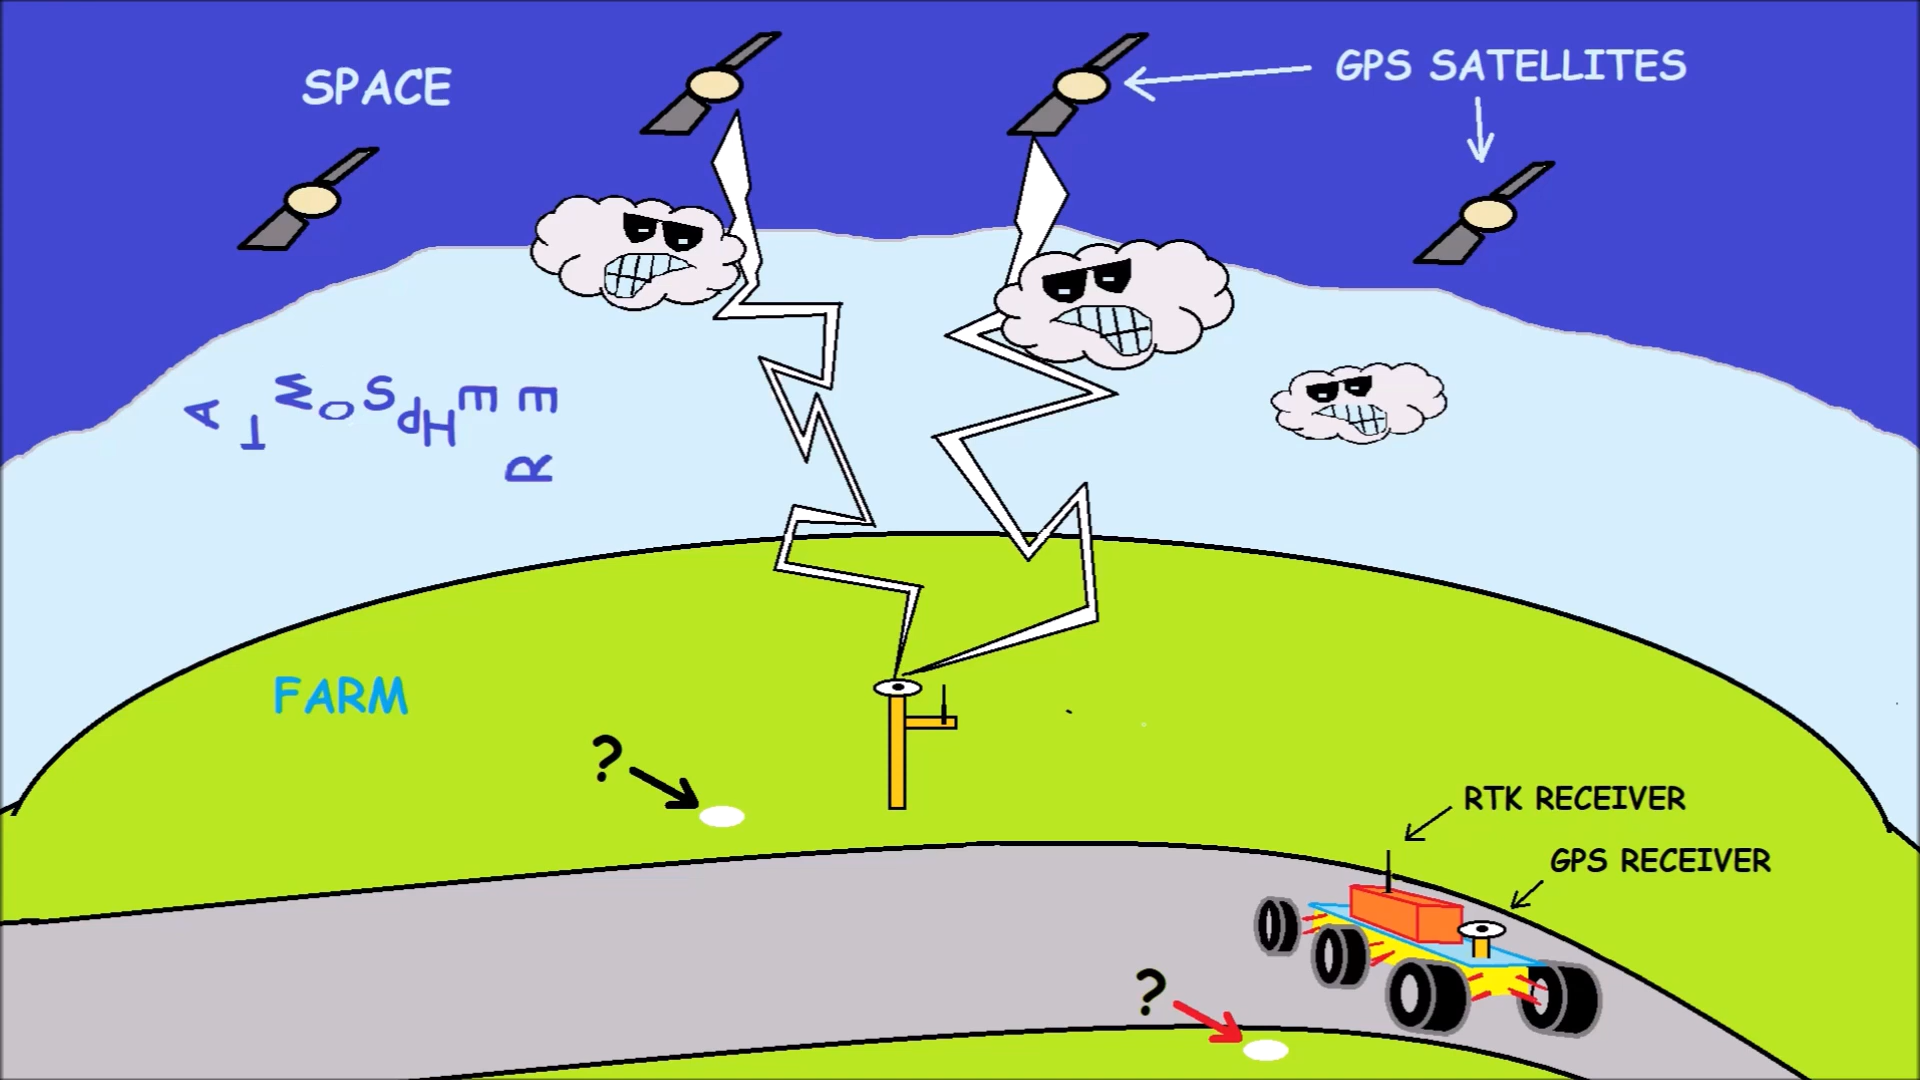 SPACE
GPS SATELLITES
ATMOSPHERE
FARM
?
RTK RECEIVER
GPS RECEIVER
?